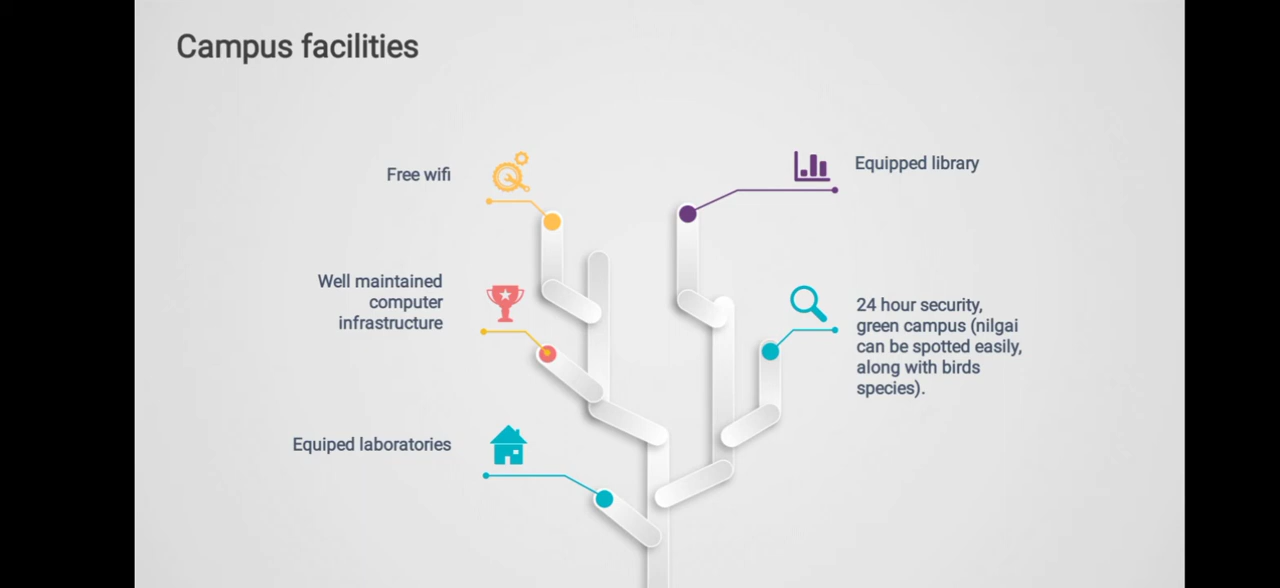 Campus facilities
Free wifi
Equipped library
Well maintained
computer
infrastructure
24 hour security,
green campus (nilgai
can be spotted easily,
along with birds
species).
Equiped laboratories